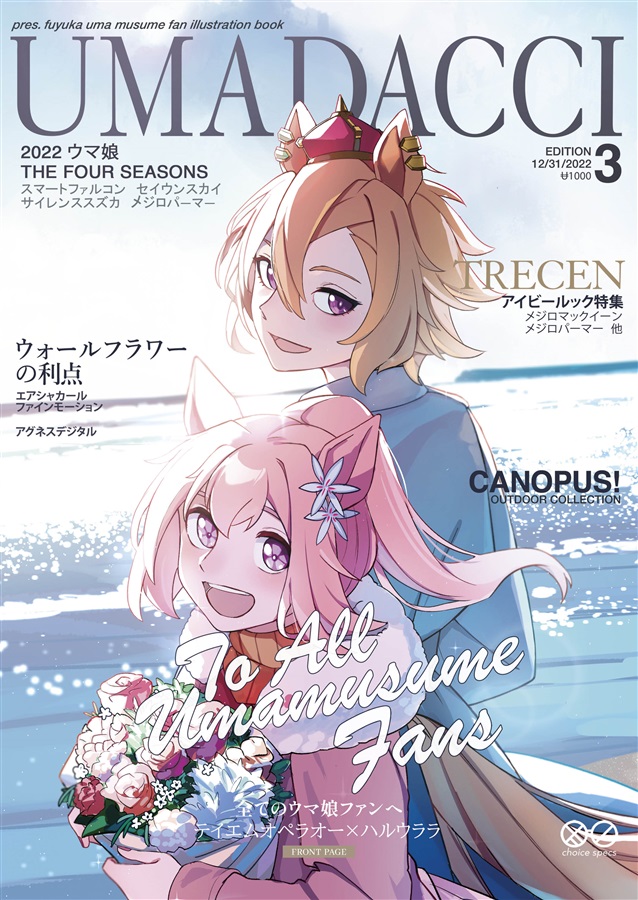 pres. fuyuka uma musume fan illustration book
UMADACCI
2022 ウマ娘
THE FOUR SEASONS
スマートファルコン セイウンスカイ
サイレンススズカ メジロパーマー
EDITION
12/31/2022
₩1000
3
TRECEN
アイビールック特集
メジロマックイーン
メジロパーマー 他
ウォールフラワー
の利点
エアシャカール
ファインモーション
アグネスデジタル
CANOPUS!
OUTDOOR COLLECTION
To All
Umamusume
Fans
全てのウマ娘ファンへ
テイエムオペラオー×ハルウララ
FRONT PAGE
choice specs